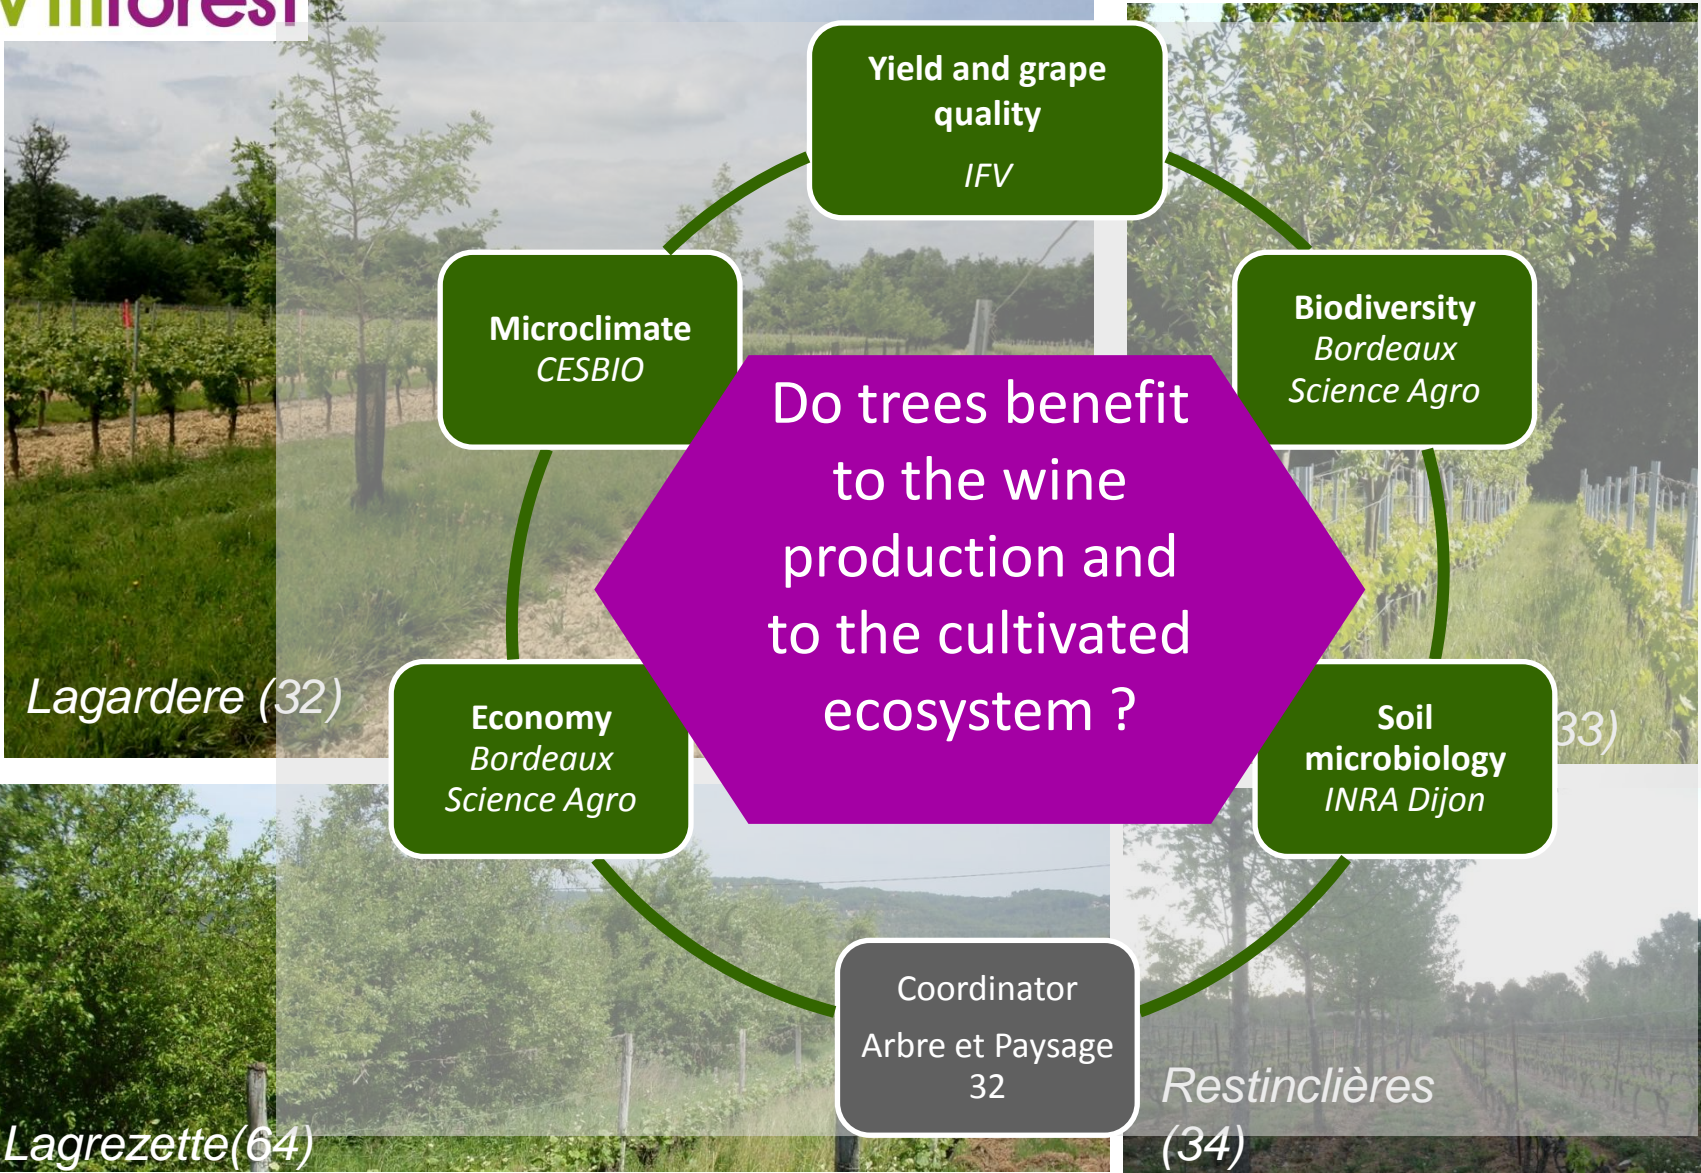 Vitiforest
Yield and grape
quality
IFV
Microclimate
CESBIO
Biodiversity
Bordeaux
Science Agro
Do trees benefit
to the wine
production and
to the cultivated
ecosystem ?
Lagardere (32)
Economy
Bordeaux
Science Agro
Soil
microbiology
INRA Dijon
33)
Coordinator
Arbre et Paysage
32
Lagrezette(64)
Restinclières
(34)